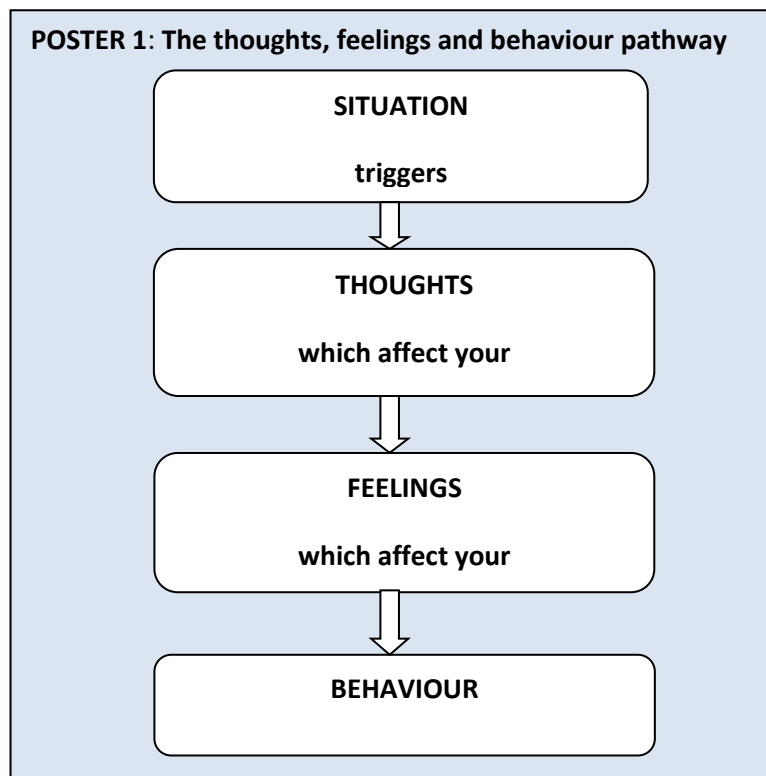 POSTER 1: The thoughts, feelings and behaviour pathway
SITUATION
triggers
THOUGHTS
which affect your
FEELINGS
which affect your
BEHAVIOUR